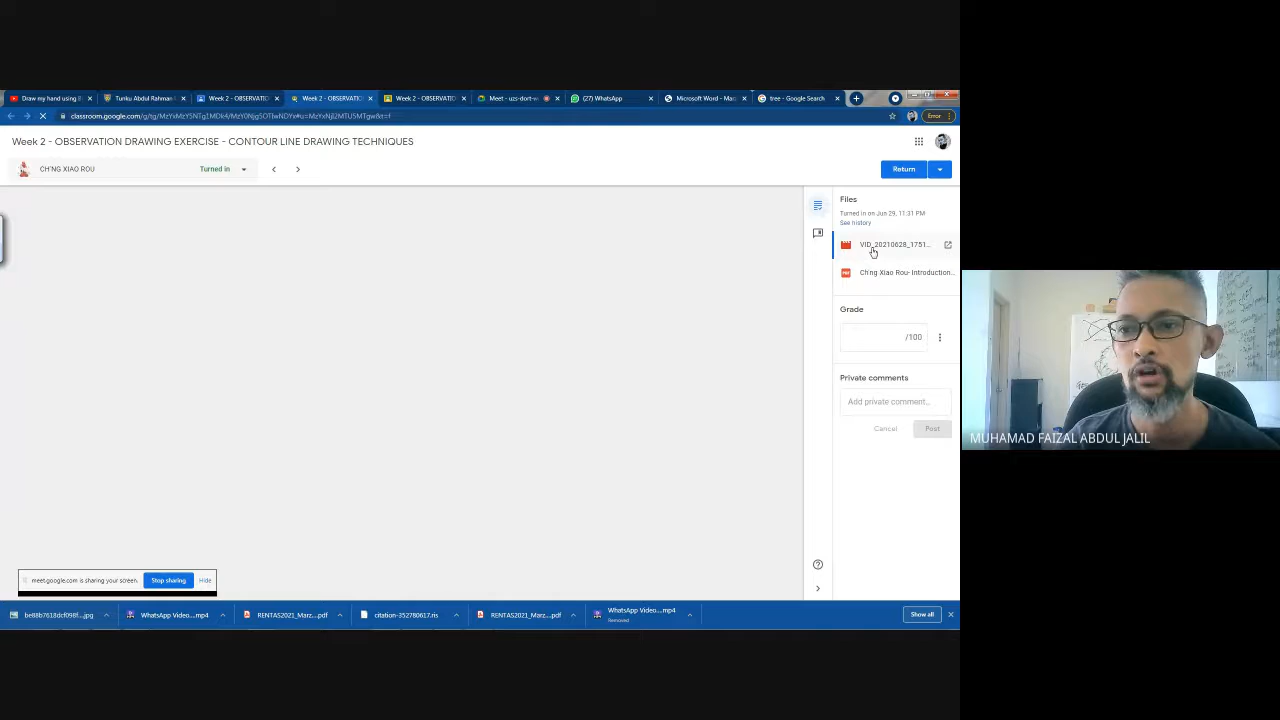 Draw my hand using B
Tunku Abdul Rahman
Week 2 - OBSERVATIO
Week 2 - OBSERVATIO
Week 2 - OBSERVATIO
Meet - uzs-dort-w
(27) WhatsApp
Microsoft Word - Mas
tree - Google Search
Error
Week 2 - OBSERVATION DRAWING EXERCISE - CONTOUR LINE DRAWING TECHNIQUES
CH'NG XIAO ROU
Turned in
Return
Files
Turned in on Jun 29, 11:31 PM
See history
VID_20210628_1751...
Ch'ng Xiao Rou- Introduction...
Grade
/100
Private comments
Add private comment...
Cancel
Post
MUHAMAD FAIZAL ABDUL JALIL
meet.google.com is sharing your screen.
Stop sharing
Hide
WhatsApp Video....mp4
RENTAS2021_Marz....pdf
citation-352780617.ris
RENTAS2021_Marz....pdf
WhatsApp Video....mp4
Removed
Show all